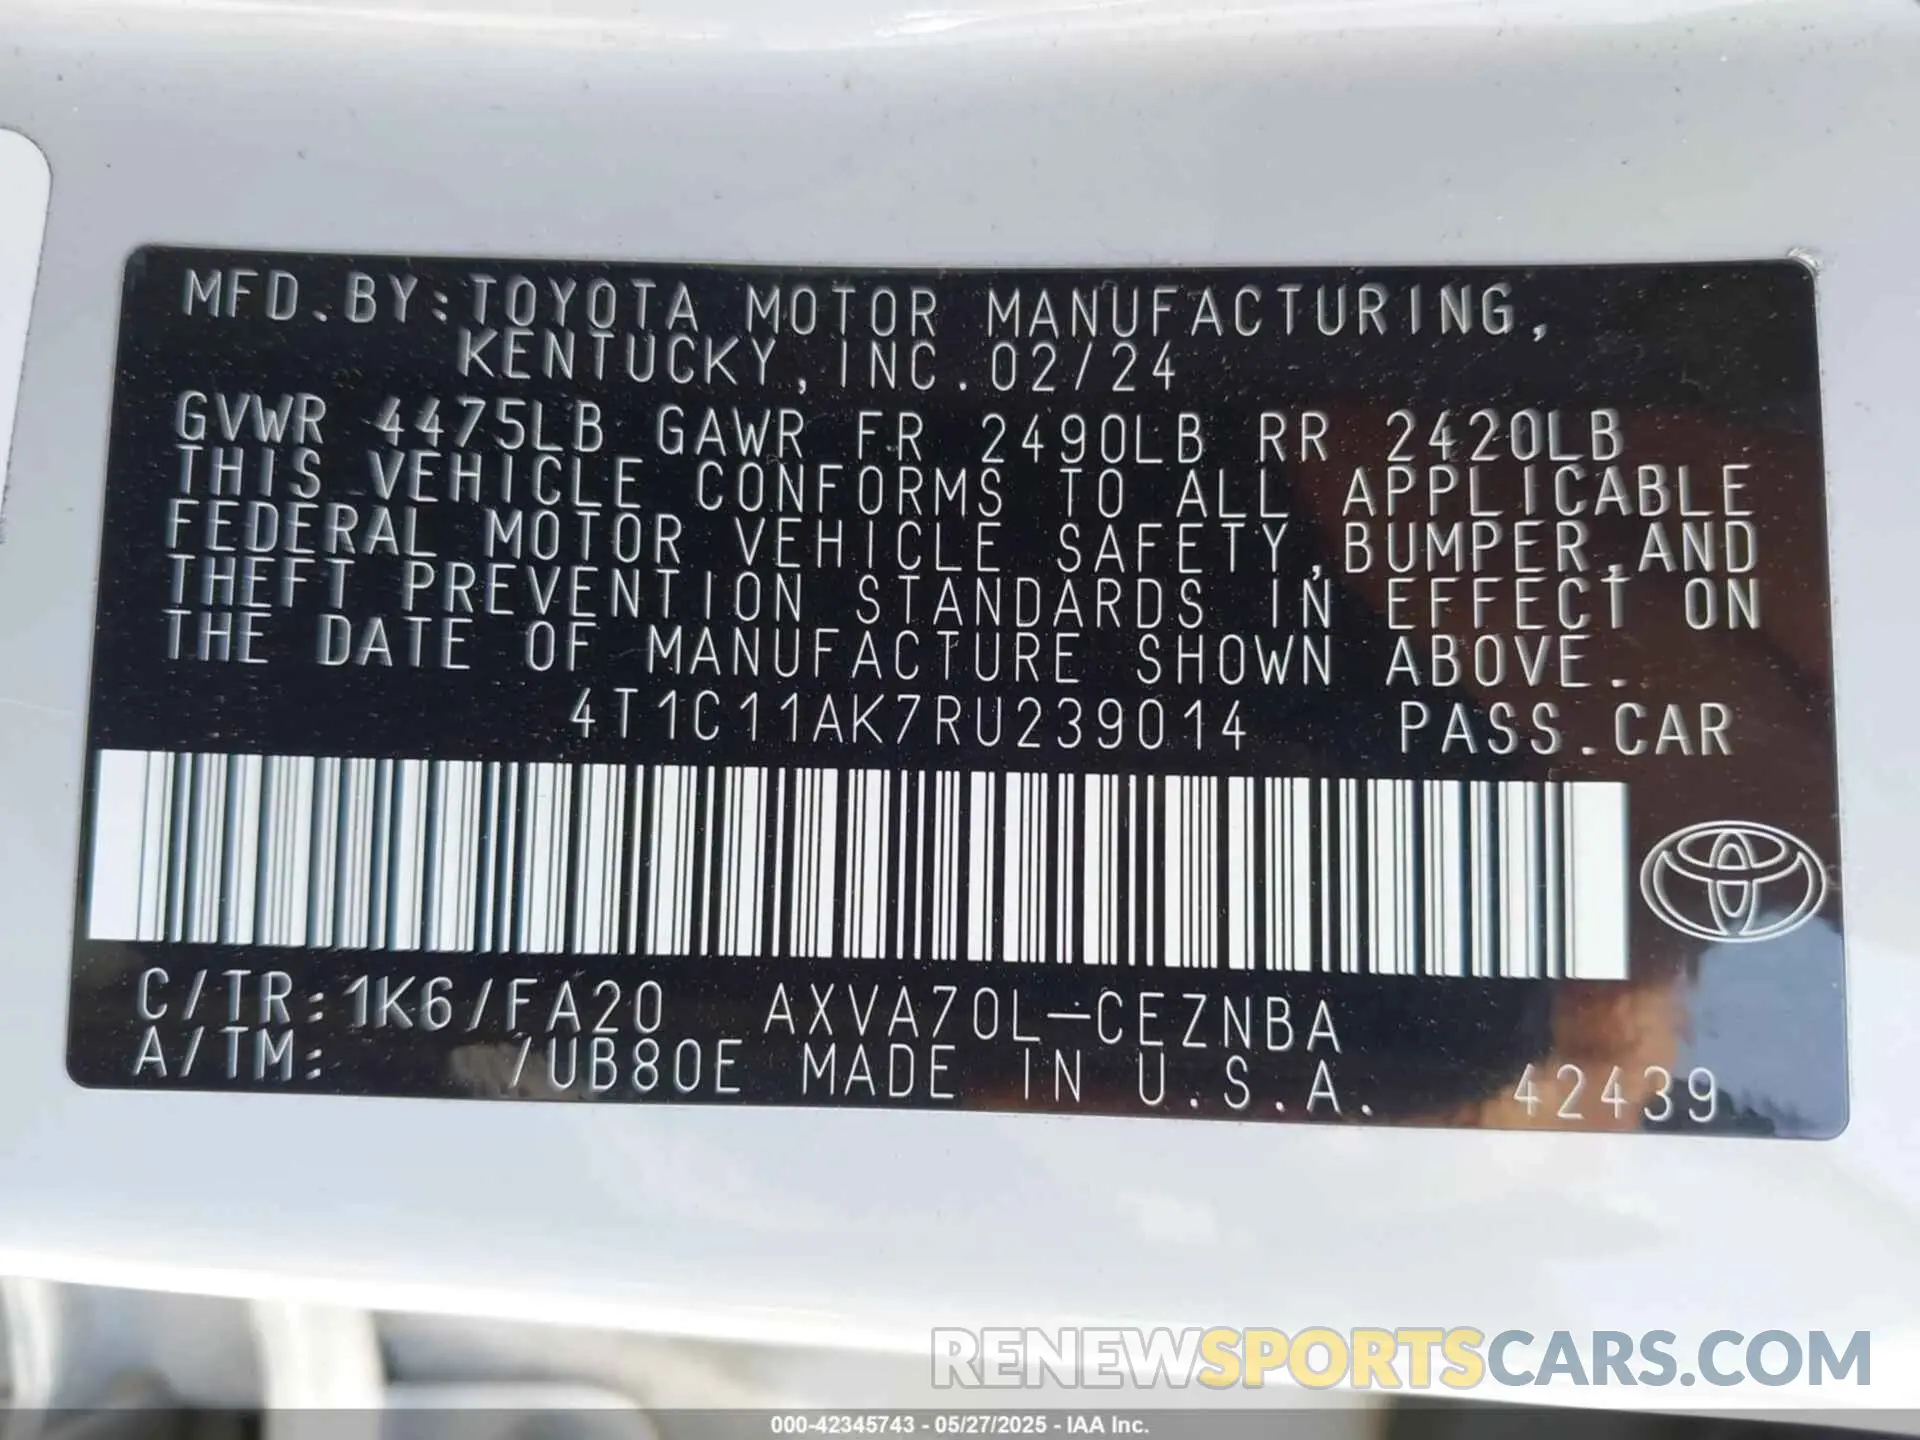 MFD.BY:TOYOTA MOTOR MANUFACTURING,
KENTUCKY,INC.02/24
GVWR 4475LB GAWR FR 2490LB RR 2420LB
THIS VEHICLE CONFORMS TO ALL APPLICABLE
FEDERAL MOTOR VEHICLE SAFETY,BUMPER,AND
THEFT PREVENTION STANDARDS IN EFFECT ON
THE DATE OF MANUFACTURE SHOWN ABOVE.
4T1C11AK7RU239014 PASS.CAR
C/TR:1K6/FA20 AXVA70L-CEZNBA
A/TM: /UB80E MADE IN U.S.A. 42439
RENEWSPORTSCARS.COM
000-42345743 - 05/27/2025 - IAA Inc.